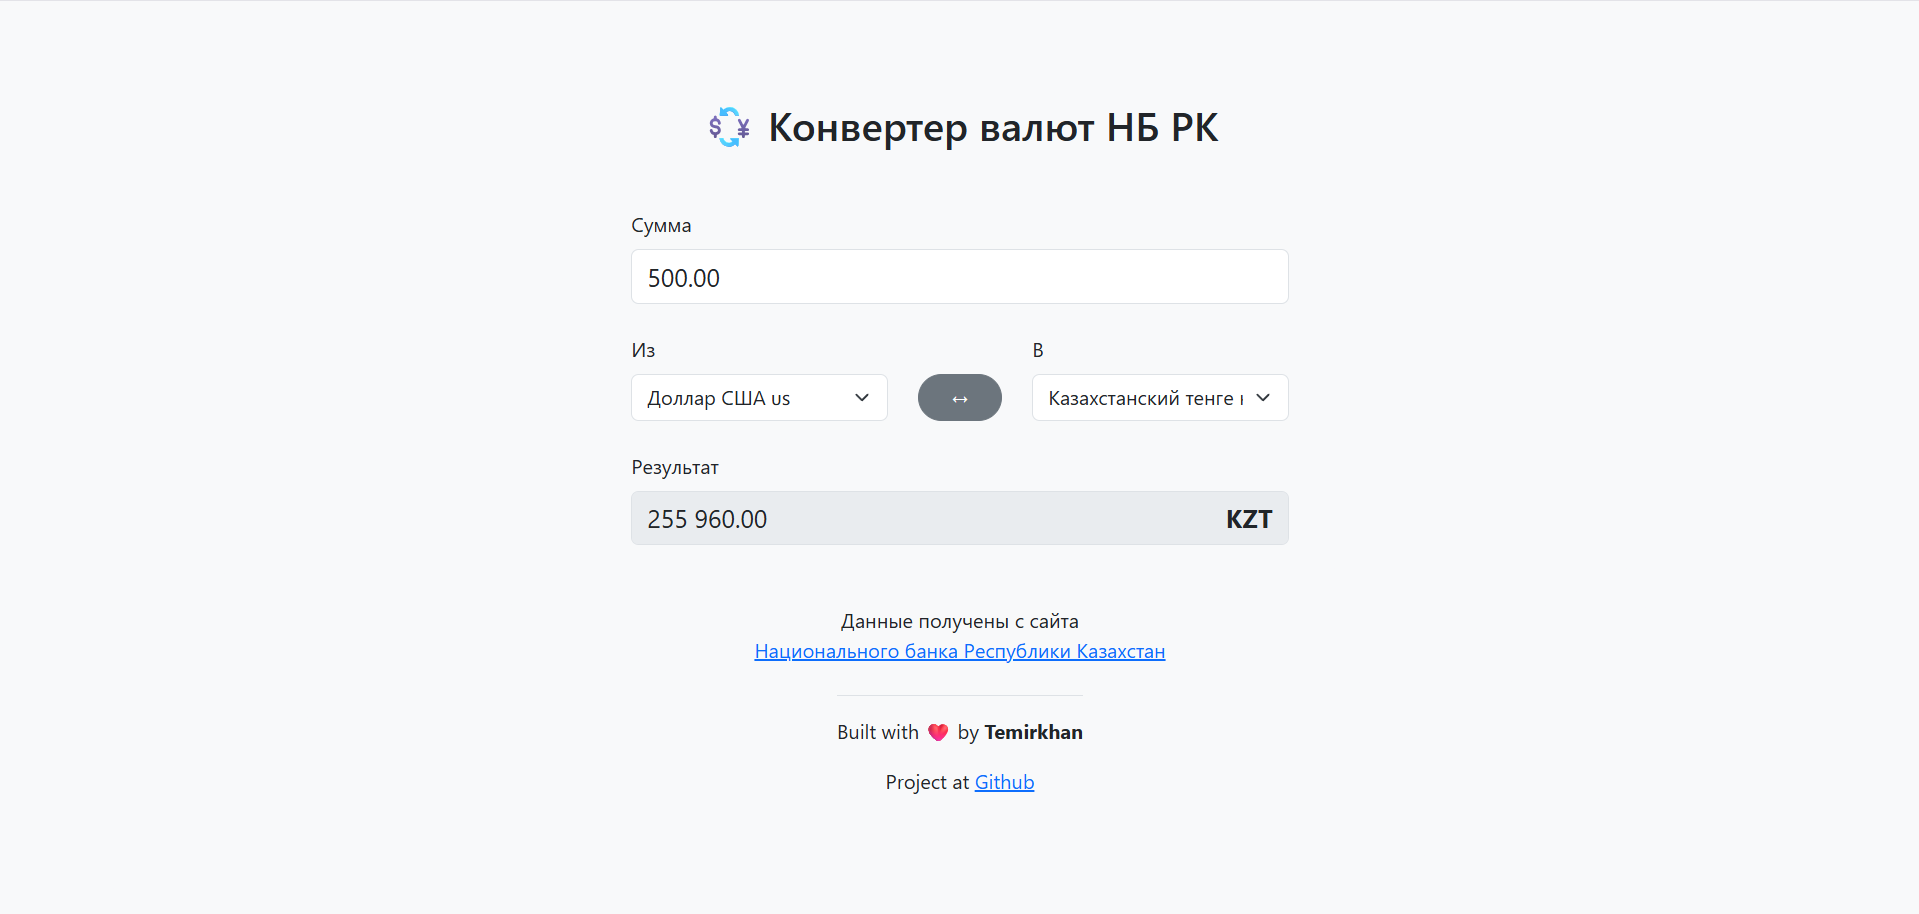 Конвертер валют НБ РК
Сумма
500.00
Из
В
Доллар США us
↔
Казахстанский тенге
Результат
255 960.00 KZT
Данные получены с сайта
Национального банка Республики Казахстан
Built with ❤️ by Temirkhan
Project at Github